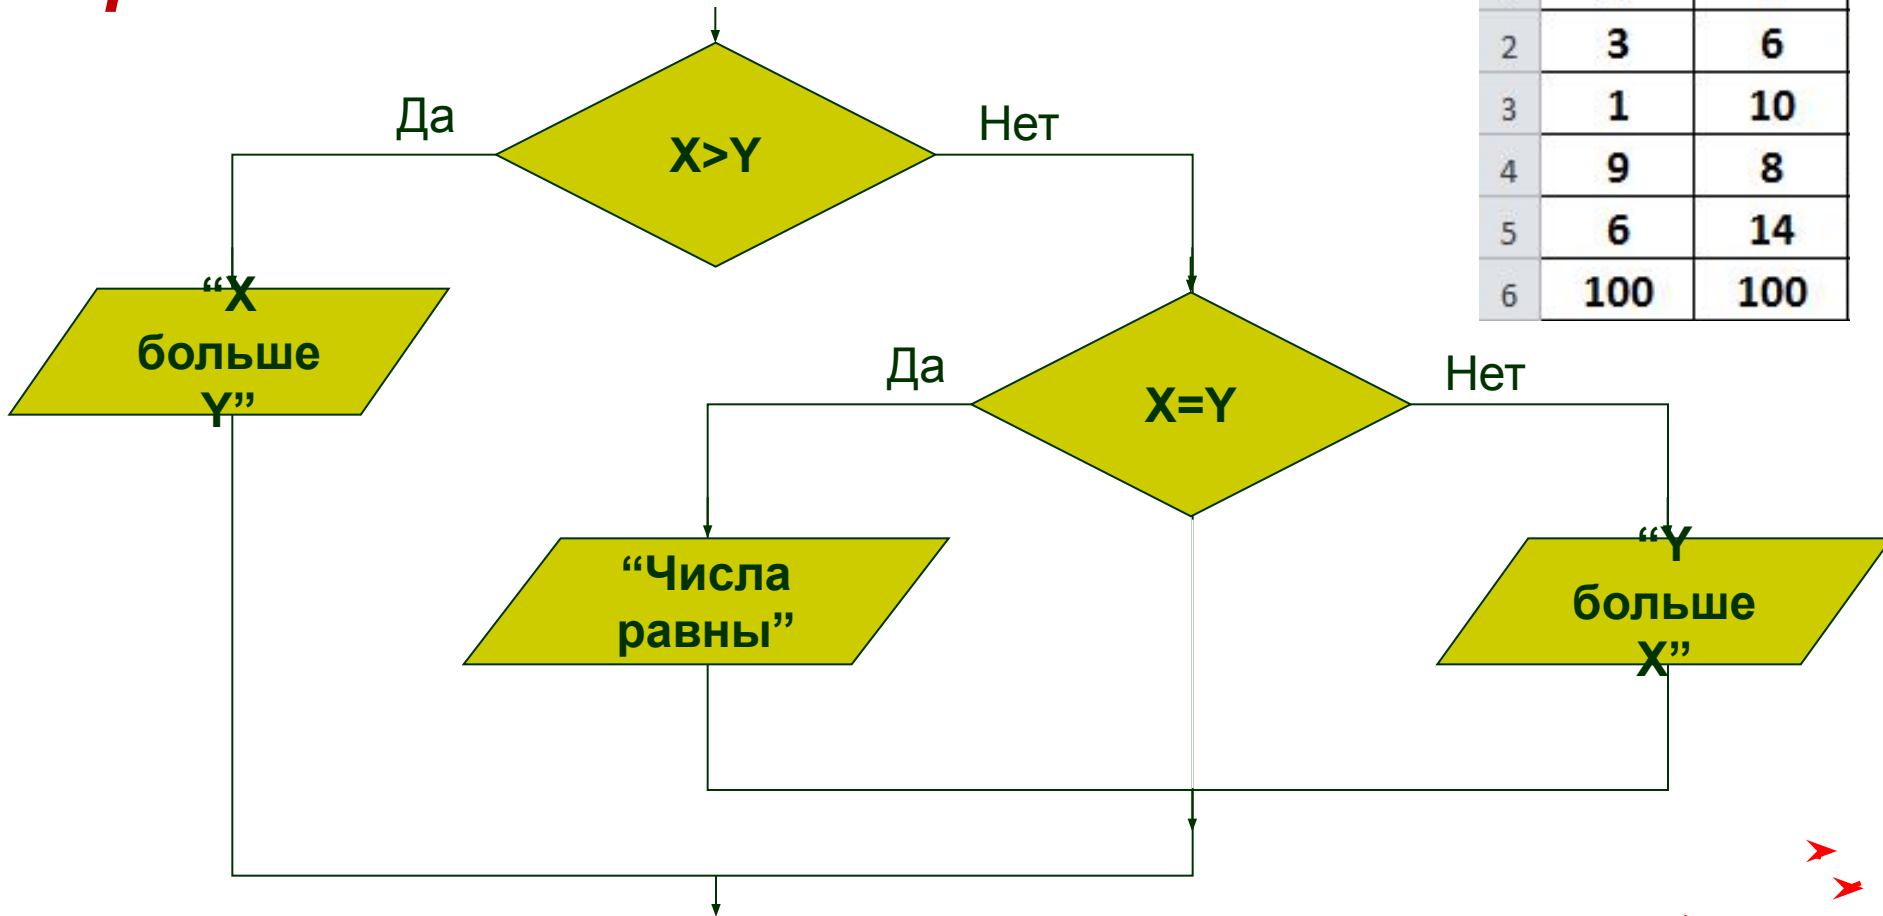 2 3 6
3 1 10
4 9 8
5 6 14
6 100 100
Да
X>Y
Нет
“X
больше
Y”
Да
X=Y
Нет
“Числа
равны”
“Y
больше
X”